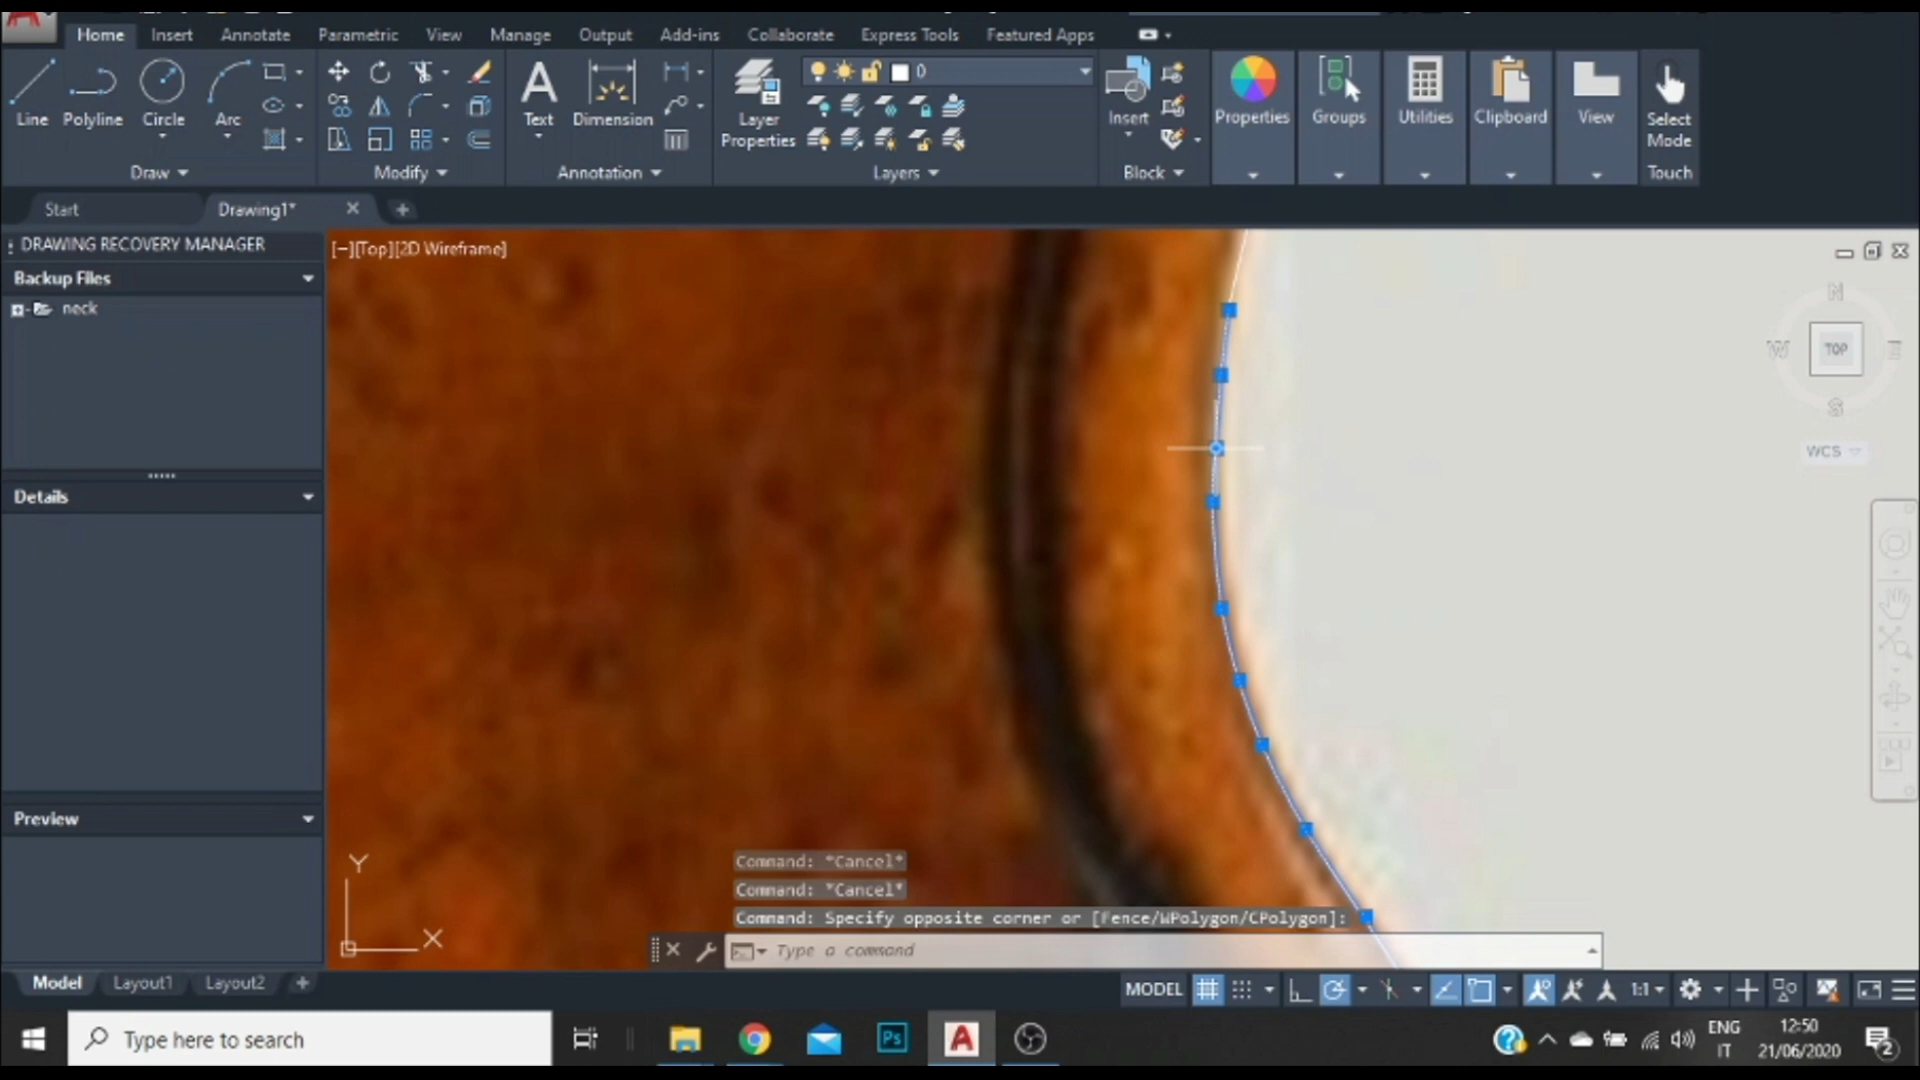 Home Insert Annotate Parametric View Manage Output Add-ins Collaborate Express Tools Featured Apps
0
Line Polyline Circle Arc Text Dimension Layer Properties Insert Properties Groups Utilities Clipboard View Select Mode
Draw Modify Annotation Layers Block Touch
Start Drawing1*
DRAWING RECOVERY MANAGER
[−][Top][2D Wireframe]
Backup Files
neck
N
W TOP E
S
WCS
Details
Preview
Y
X
Command: *Cancel*
Command: *Cancel*
Command: Specify opposite corner or [Fence/WPolygon/CPolygon]:
Type a command
Model Layout1 Layout2
MODEL 1:1
Type here to search
Ps
A
ENG
IT
12:50
21/06/2020
2